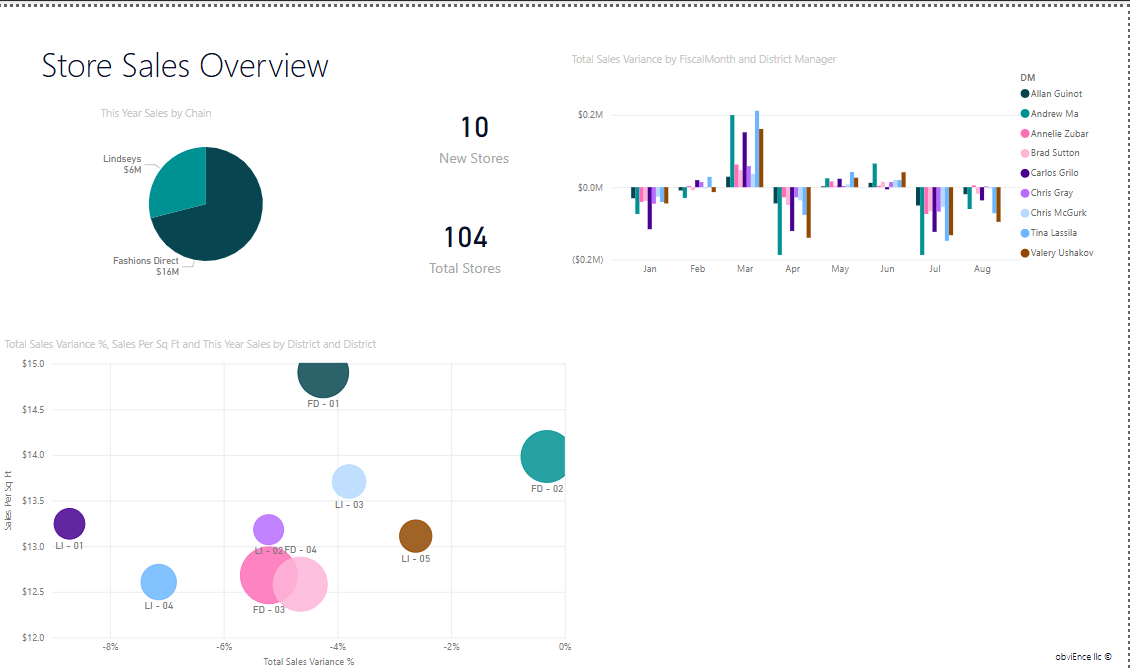 Store Sales Overview
This Year Sales by Chain
Lindseys
$6M
Fashions Direct
$16M
10
New Stores
104
Total Stores
Total Sales Variance by FiscalMonth and District Manager
$0.2M
$0.0M
($0.2M)
Jan Feb Mar Apr May Jun Jul Aug
DM
Allan Guinot
Andrew Ma
Annelie Zubar
Brad Sutton
Carlos Grilo
Chris Gray
Chris McGurk
Tina Lassila
Valery Ushakov
Total Sales Variance %, Sales Per Sq Ft and This Year Sales by District and District
Sales Per Sq Ft
$15.0
$14.5
$14.0
$13.5
$13.0
$12.5
$12.0
FD - 01
FD - 02
LI - 03
LI - 01
LI - 02
FD - 04
LI - 05
LI - 04
FD - 03
-8% -6% -4% -2% 0%
Total Sales Variance %
obviEnce llc ©